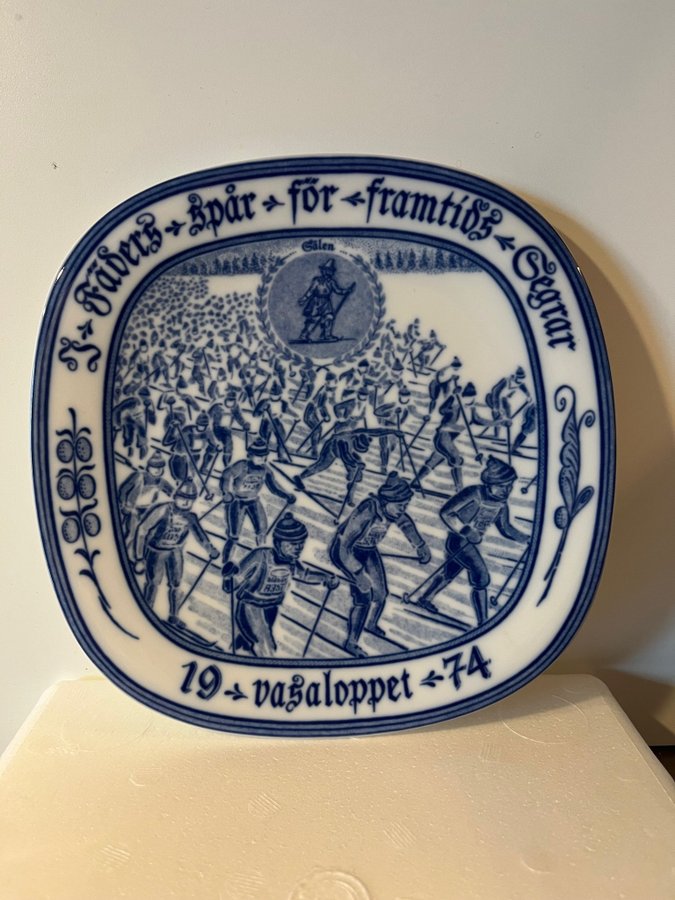 I Fäders spår för framtids Segrar
Sälen
19 vasaloppet 74